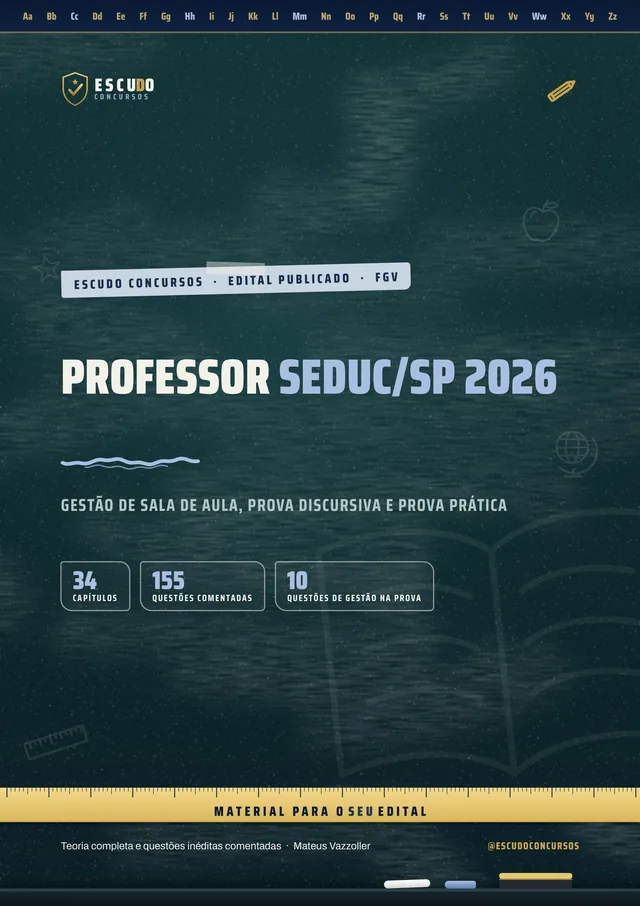 Aa Bb Cc Dd Ee Ff Gg Hh Ii Jj Kk Ll Mm Nn Oo Pp Qq Rr Ss Tt Uu Vv Ww Xx Yy Zz
ESCUDO
CONCURSOS
ESCUDO CONCURSOS · EDITAL PUBLICADO · FGV
PROFESSOR SEDUC/SP 2026
GESTÃO DE SALA DE AULA, PROVA DISCURSIVA E PROVA PRÁTICA
34
CAPÍTULOS
155
QUESTÕES COMENTADAS
10
QUESTÕES DE GESTÃO NA PROVA
MATERIAL PARA O SEU EDITAL
Teoria completa e questões inéditas comentadas · Mateus Vazzoller
@ESCUDOCONCURSOS